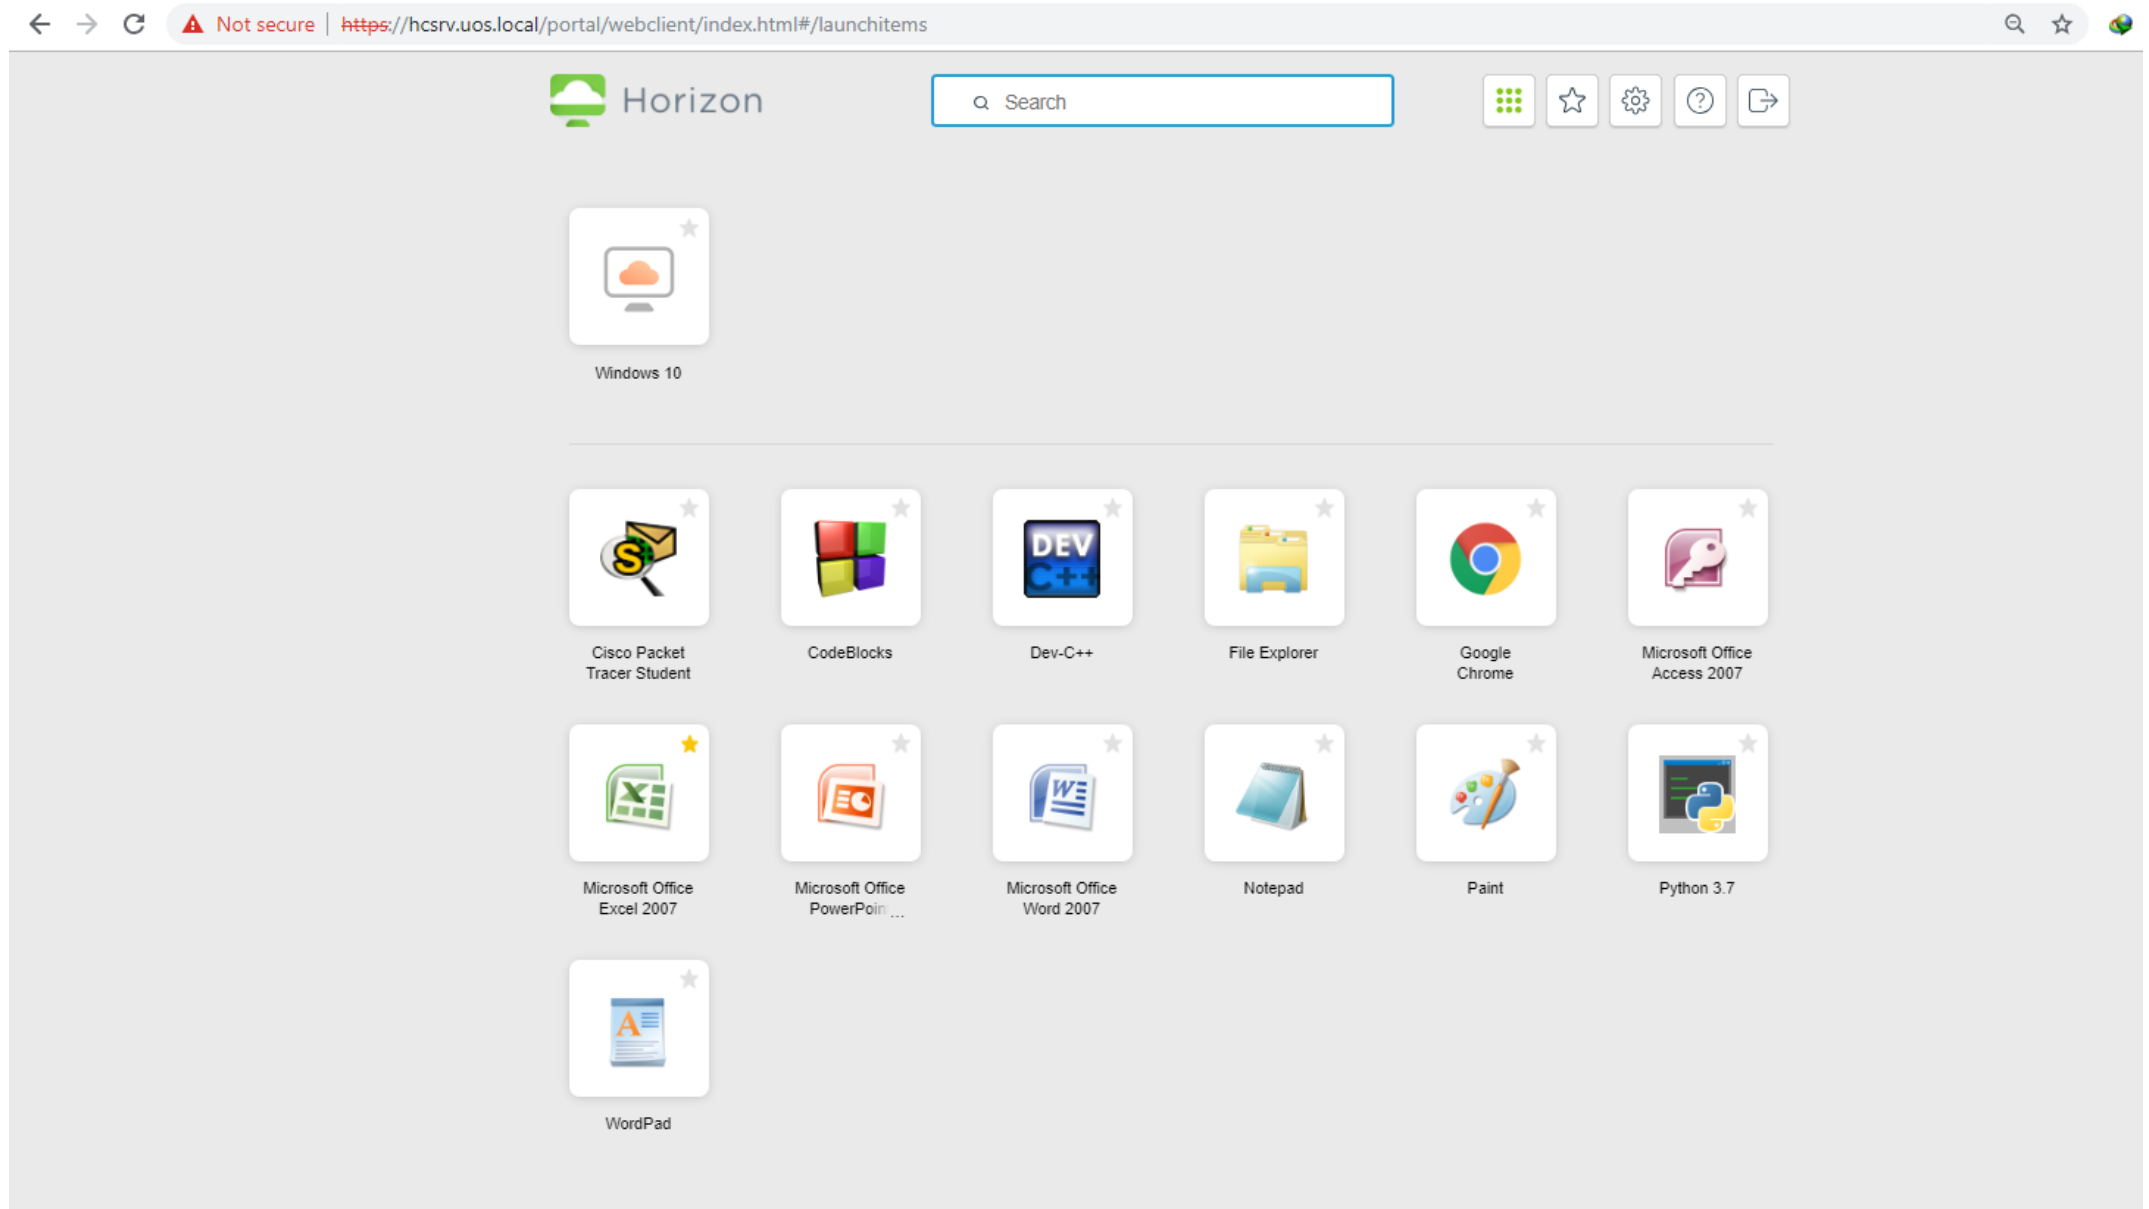 Not secure | https://hcsrv.uos.local/portal/webclient/index.html#/launchitems
Horizon
Search
Windows 10
Cisco Packet
Tracer Student
CodeBlocks
DEV
C++
Dev-C++
File Explorer
Google
Chrome
Microsoft Office
Access 2007
Microsoft Office
Excel 2007
Microsoft Office
PowerPoin...
Microsoft Office
Word 2007
Notepad
Paint
Python 3.7
WordPad